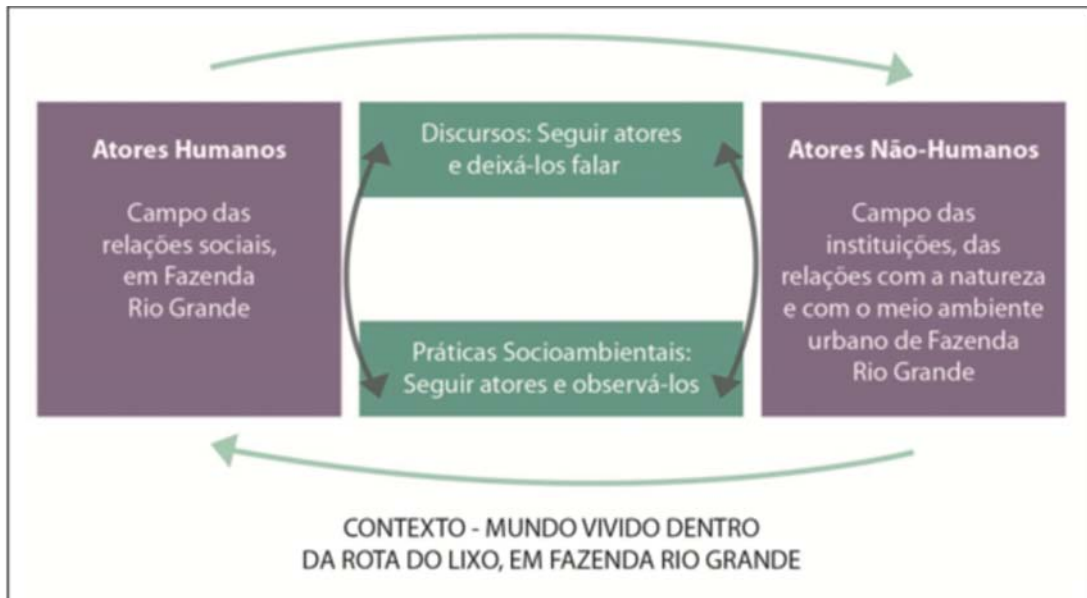 Atores Humanos
Campo das
relações sociais,
em Fazenda
Rio Grande
Discursos: Seguir atores
e deixá-los falar
Práticas Socioambientais:
Seguir atores e observá-los
Atores Não-Humanos
Campo das
instituições, das
relações com a natureza
e com o meio ambiente
urbano de Fazenda
Rio Grande
CONTEXTO - MUNDO VIVIDO DENTRO
DA ROTA DO LIXO, EM FAZENDA RIO GRANDE